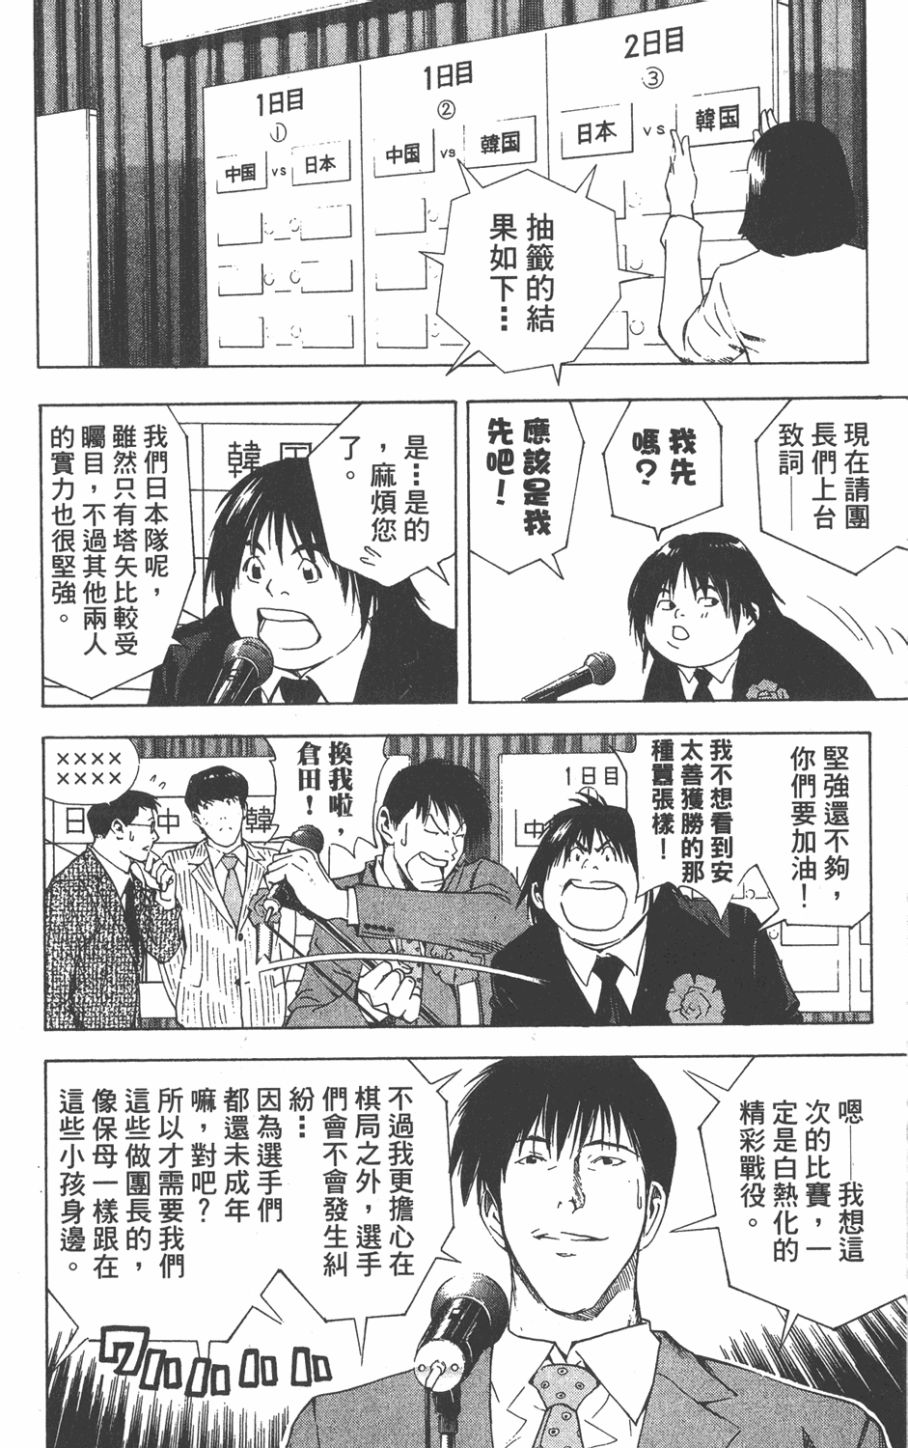 1日目
①
中国 vs 日本
1日目
②
中国 vs 韓国
2日目
③
日本 vs 韓国
抽籤的結
果如下…
現在請團
長們上台
致詞——
我先
嗎？
應該是我
先吧！
韓国
是…是的
，麻煩您
了。
我們日本隊呢，
雖然只有塔矢比較受
矚目，不過其他兩人
的實力也很堅強。
堅強還不夠，
你們要加油！
我不想看到安
太善獲勝的那
種囂張樣！
1日目
中
換我啦，
倉田！
日
中
韓
××××
××××
嗯——我想這
次的比賽，一
定是白熱化的
精彩戰役。
不過我更擔心在
棋局之外，選手
們會不會發生糾
紛…
因為選手們
都還未成年
嘛，對吧？
所以才需要我們
這些做團長的，
像保母一樣跟在
這些小孩身邊。
ワハハハハ